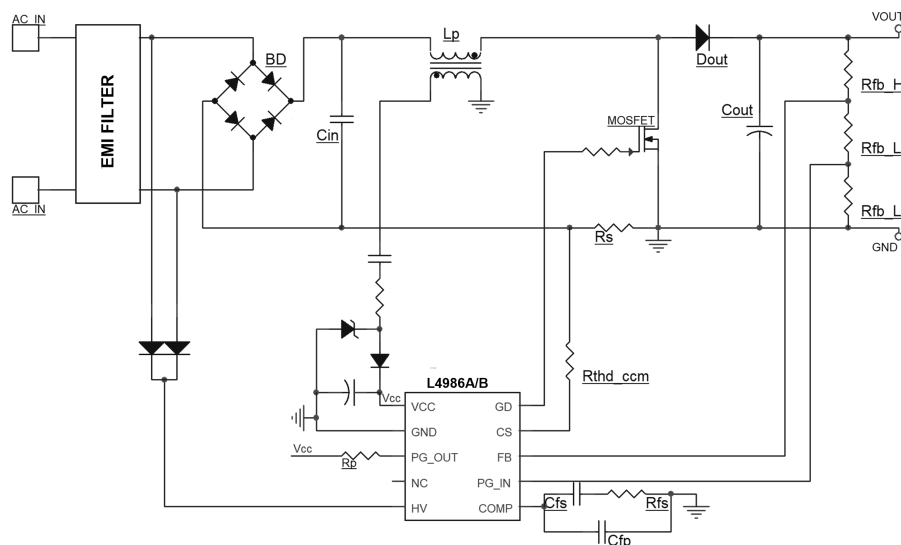 AC_IN
EMI FILTER
AC_IN
BD
Cin
Lp
MOSFET
Dout
Cout
VOUT
Rfb_H
Rfb_L
Rfb_L
GND
Rs
Rthd_ccm
L4986A/B
Vcc
VCC
GND
PG_OUT
NC
HV
GD
CS
FB
PG_IN
COMP
Vcc
Rp
Cfs
Rfs
Cfp